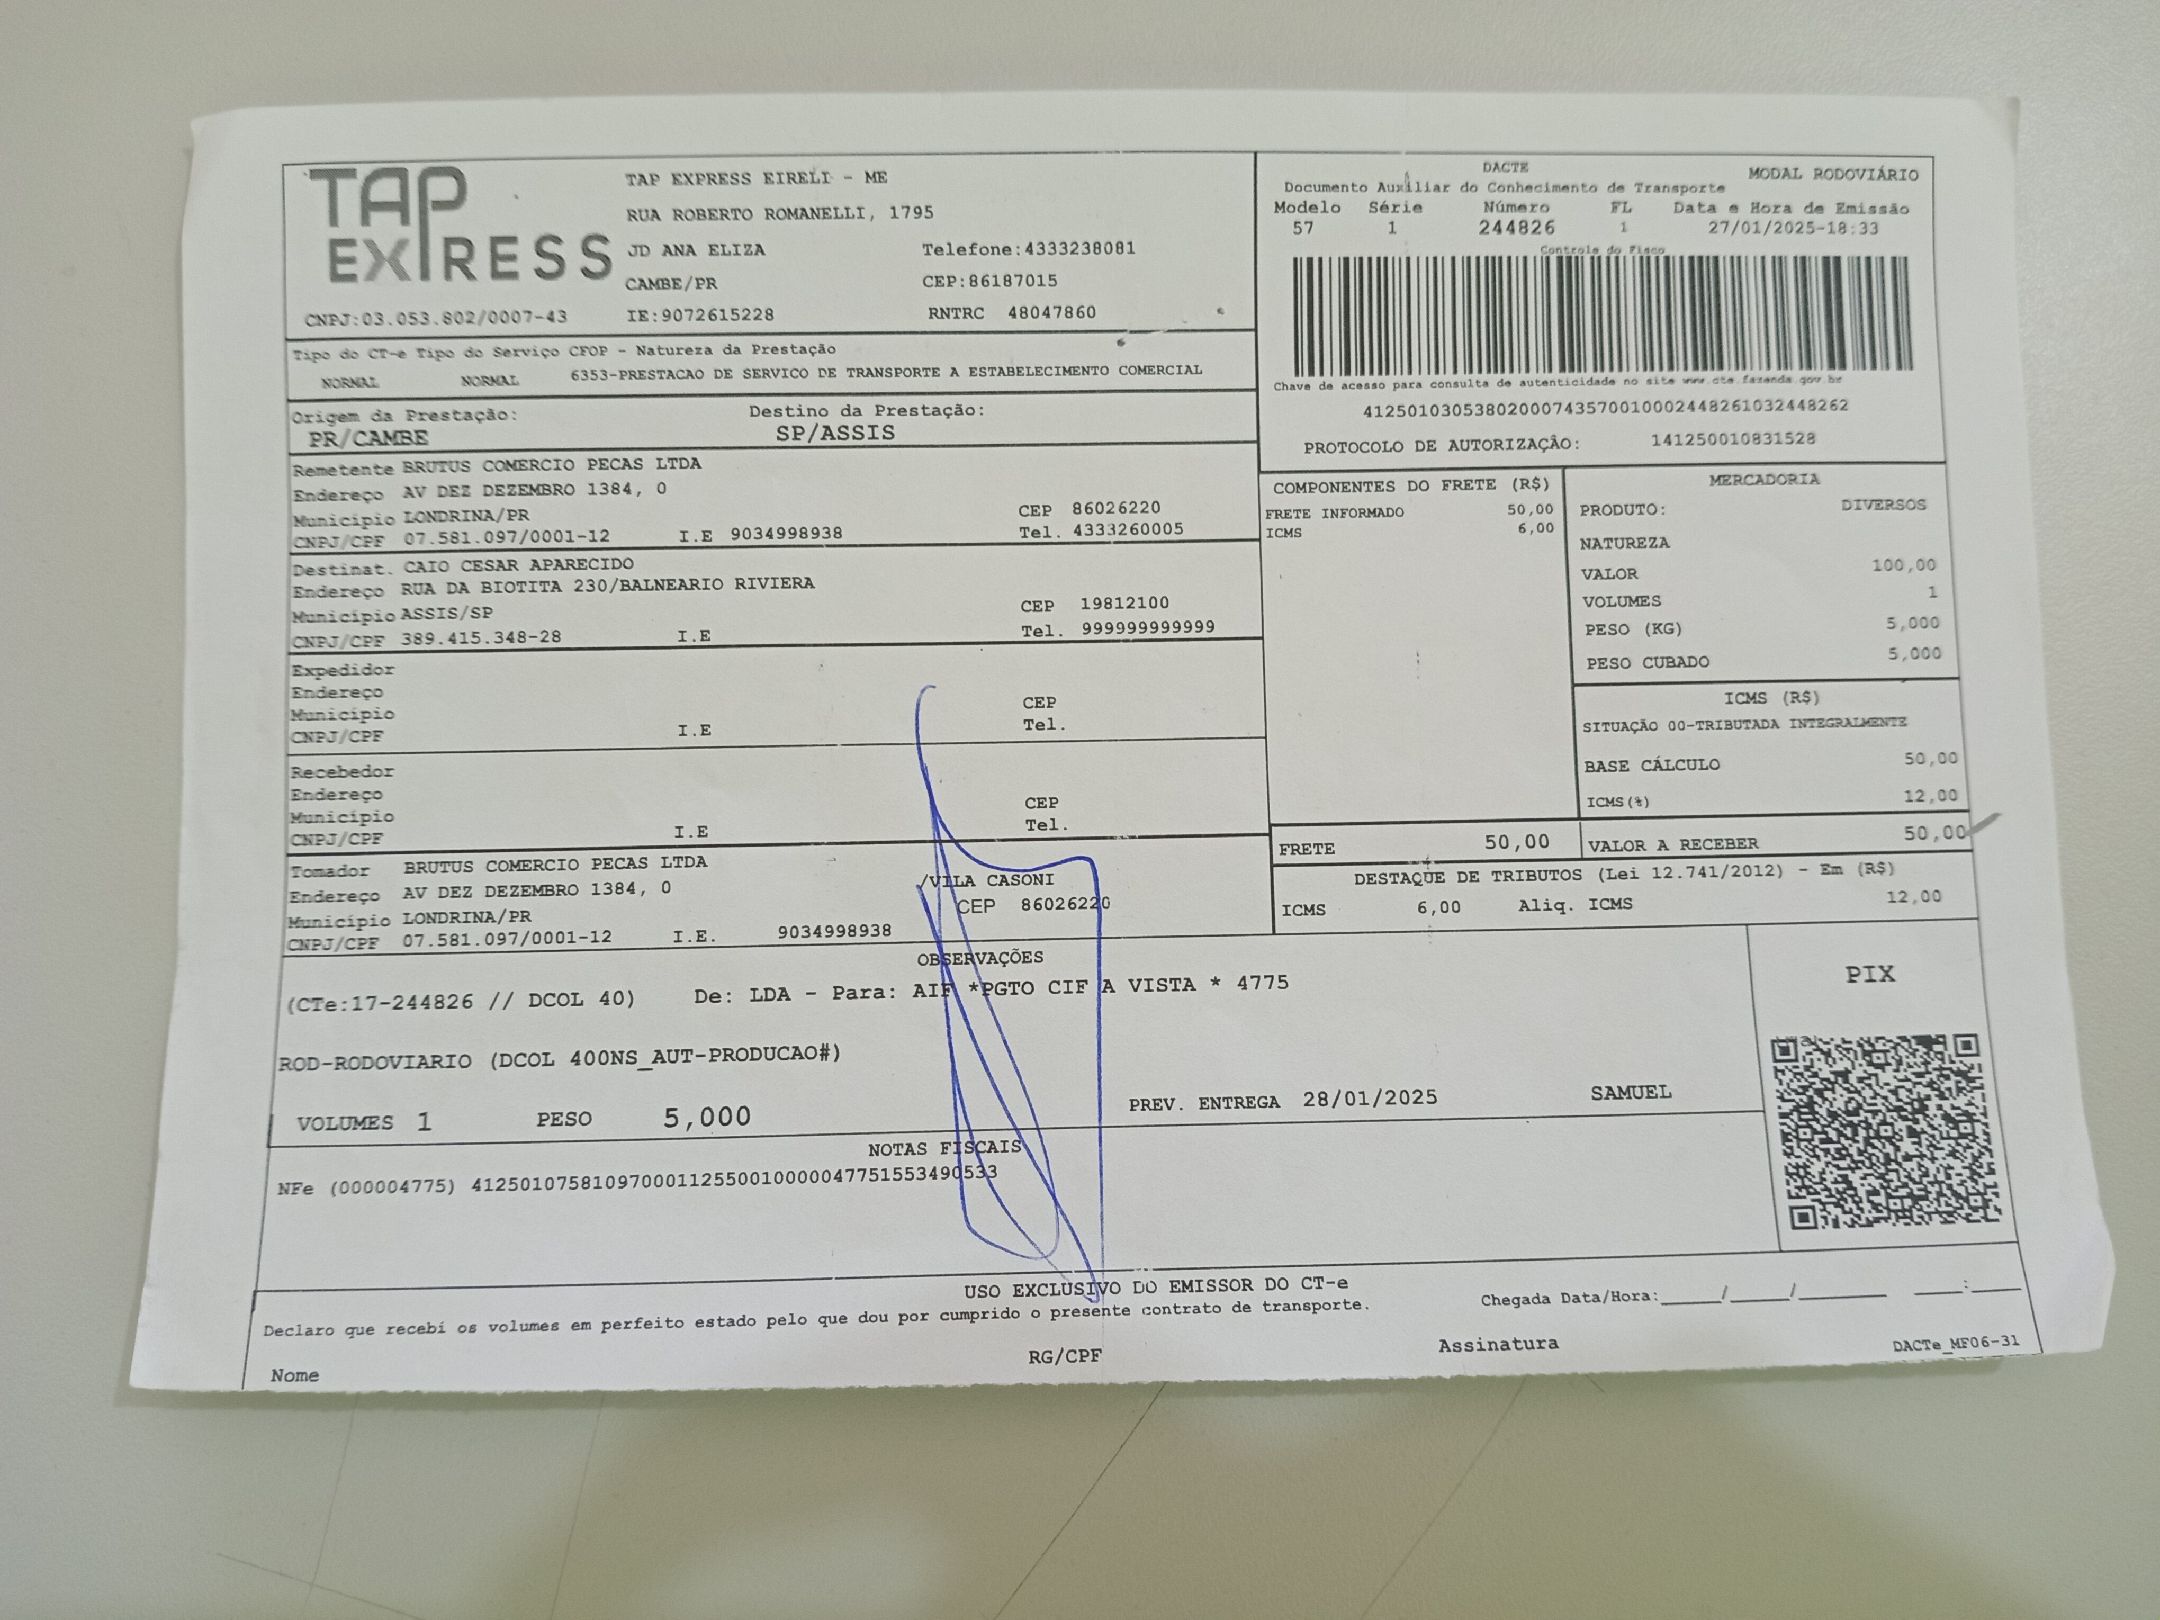 TAP EXPRESS
TAP EXPRESS EIRELI - ME
RUA ROBERTO ROMANELLI, 1795
JD ANA ELIZA Telefone:4333238081
CAMBE/PR CEP:86187015
CNPJ:03.053.802/0007-43 IE:9072615228 RNTRC 48047860
DACTE MODAL RODOVIÁRIO
Documento Auxiliar do Conhecimento de Transporte
Modelo Série Número FL Data e Hora de Emissão
57 1 244826 1 27/01/2025-18:33
Controle do Fisco
Chave de acesso para consulta de autenticidade no site www.cte.fazenda.gov.br
41250103053802000743570010002448261032448262
PROTOCOLO DE AUTORIZAÇÃO: 141250010831528
Tipo do CT-e Tipo do Serviço CFOP - Natureza da Prestação
NORMAL NORMAL 6353-PRESTACAO DE SERVICO DE TRANSPORTE A ESTABELECIMENTO COMERCIAL
Origem da Prestação: Destino da Prestação:
PR/CAMBE SP/ASSIS
Remetente BRUTUS COMERCIO PECAS LTDA
Endereço AV DEZ DEZEMBRO 1384, 0
Município LONDRINA/PR CEP 86026220
CNPJ/CPF 07.581.097/0001-12 I.E 9034998938 Tel. 4333260005
Destinat. CAIO CESAR APARECIDO
Endereço RUA DA BIOTITA 230/BALNEARIO RIVIERA
Município ASSIS/SP CEP 19812100
CNPJ/CPF 389.415.348-28 I.E Tel. 999999999999
Expedidor
Endereço
Município CEP
CNPJ/CPF I.E Tel.
Recebedor
Endereço
Município CEP
CNPJ/CPF I.E Tel.
Tomador BRUTUS COMERCIO PECAS LTDA
Endereço AV DEZ DEZEMBRO 1384, 0 /VILA CASONI
Município LONDRINA/PR CEP 86026220
CNPJ/CPF 07.581.097/0001-12 I.E. 9034998938
COMPONENTES DO FRETE (R$)
FRETE INFORMADO 50,00
ICMS 6,00
MERCADORIA
PRODUTO: DIVERSOS
NATUREZA
VALOR 100,00
VOLUMES 1
PESO (KG) 5,000
PESO CUBADO 5,000
ICMS (R$)
SITUAÇÃO 00-TRIBUTADA INTEGRALMENTE
BASE CÁLCULO 50,00
ICMS(%) 12,00
FRETE 50,00 VALOR A RECEBER 50,00
DESTAQUE DE TRIBUTOS (Lei 12.741/2012) - Em (R$)
ICMS 6,00 Aliq. ICMS 12,00
OBSERVAÇÕES
(CTe:17-244826 // DCOL 40) De: LDA - Para: AIF *PGTO CIF A VISTA * 4775
ROD-RODOVIARIO (DCOL 400NS_AUT-PRODUCAO#)
VOLUMES 1 PESO 5,000 PREV. ENTREGA 28/01/2025 SAMUEL
PIX
NOTAS FISCAIS
NFe (000004775) 41250107581097000112550010000047751553490533
USO EXCLUSIVO DO EMISSOR DO CT-e
Declaro que recebi os volumes em perfeito estado pelo que dou por cumprido o presente contrato de transporte. Chegada Data/Hora:____/____/______ ___:___
Nome RG/CPF Assinatura DACTe_MF06-31